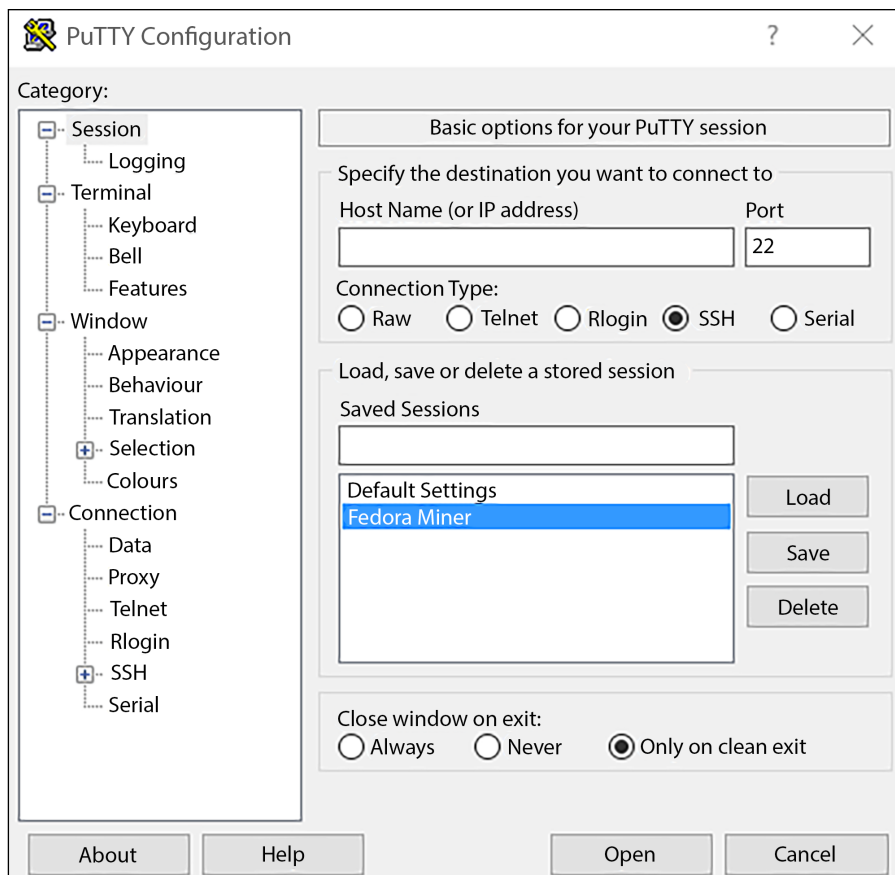 PuTTY Configuration
?
Category:
Session
Logging
Terminal
Keyboard
Bell
Features
Window
Appearance
Behaviour
Translation
Selection
Colours
Connection
Data
Proxy
Telnet
Rlogin
SSH
Serial
Basic options for your PuTTY session
Specify the destination you want to connect to
Host Name (or IP address) Port
22
Connection Type:
Raw Telnet Rlogin SSH Serial
Load, save or delete a stored session
Saved Sessions
Default Settings
Fedora Miner
Load
Save
Delete
Close window on exit:
Always Never Only on clean exit
About Help Open Cancel